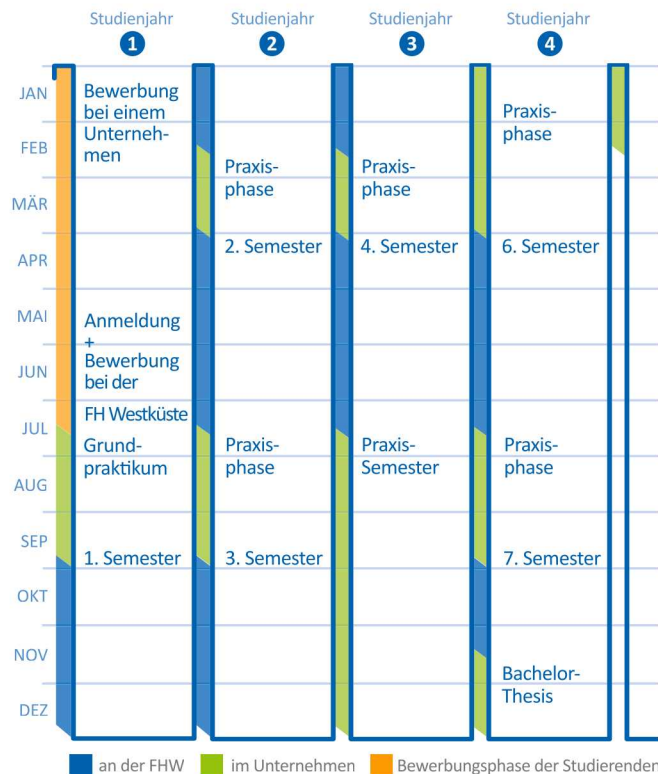 Studienjahr
1
Studienjahr
2
Studienjahr
3
Studienjahr
4
JAN
FEB
MÄR
APR
MAI
JUN
JUL
AUG
SEP
OKT
NOV
DEZ
Bewerbung
bei einem
Unterneh-
men
Anmeldung
+
Bewerbung
bei der
FH Westküste
Grund-
praktikum
1. Semester
Praxis-
phase
2. Semester
Praxis-
phase
3. Semester
Praxis-
phase
4. Semester
Praxis-
Semester
Praxis-
phase
6. Semester
Praxis-
phase
7. Semester
Bachelor-
Thesis
an der FHW
im Unternehmen
Bewerbungsphase der Studierenden